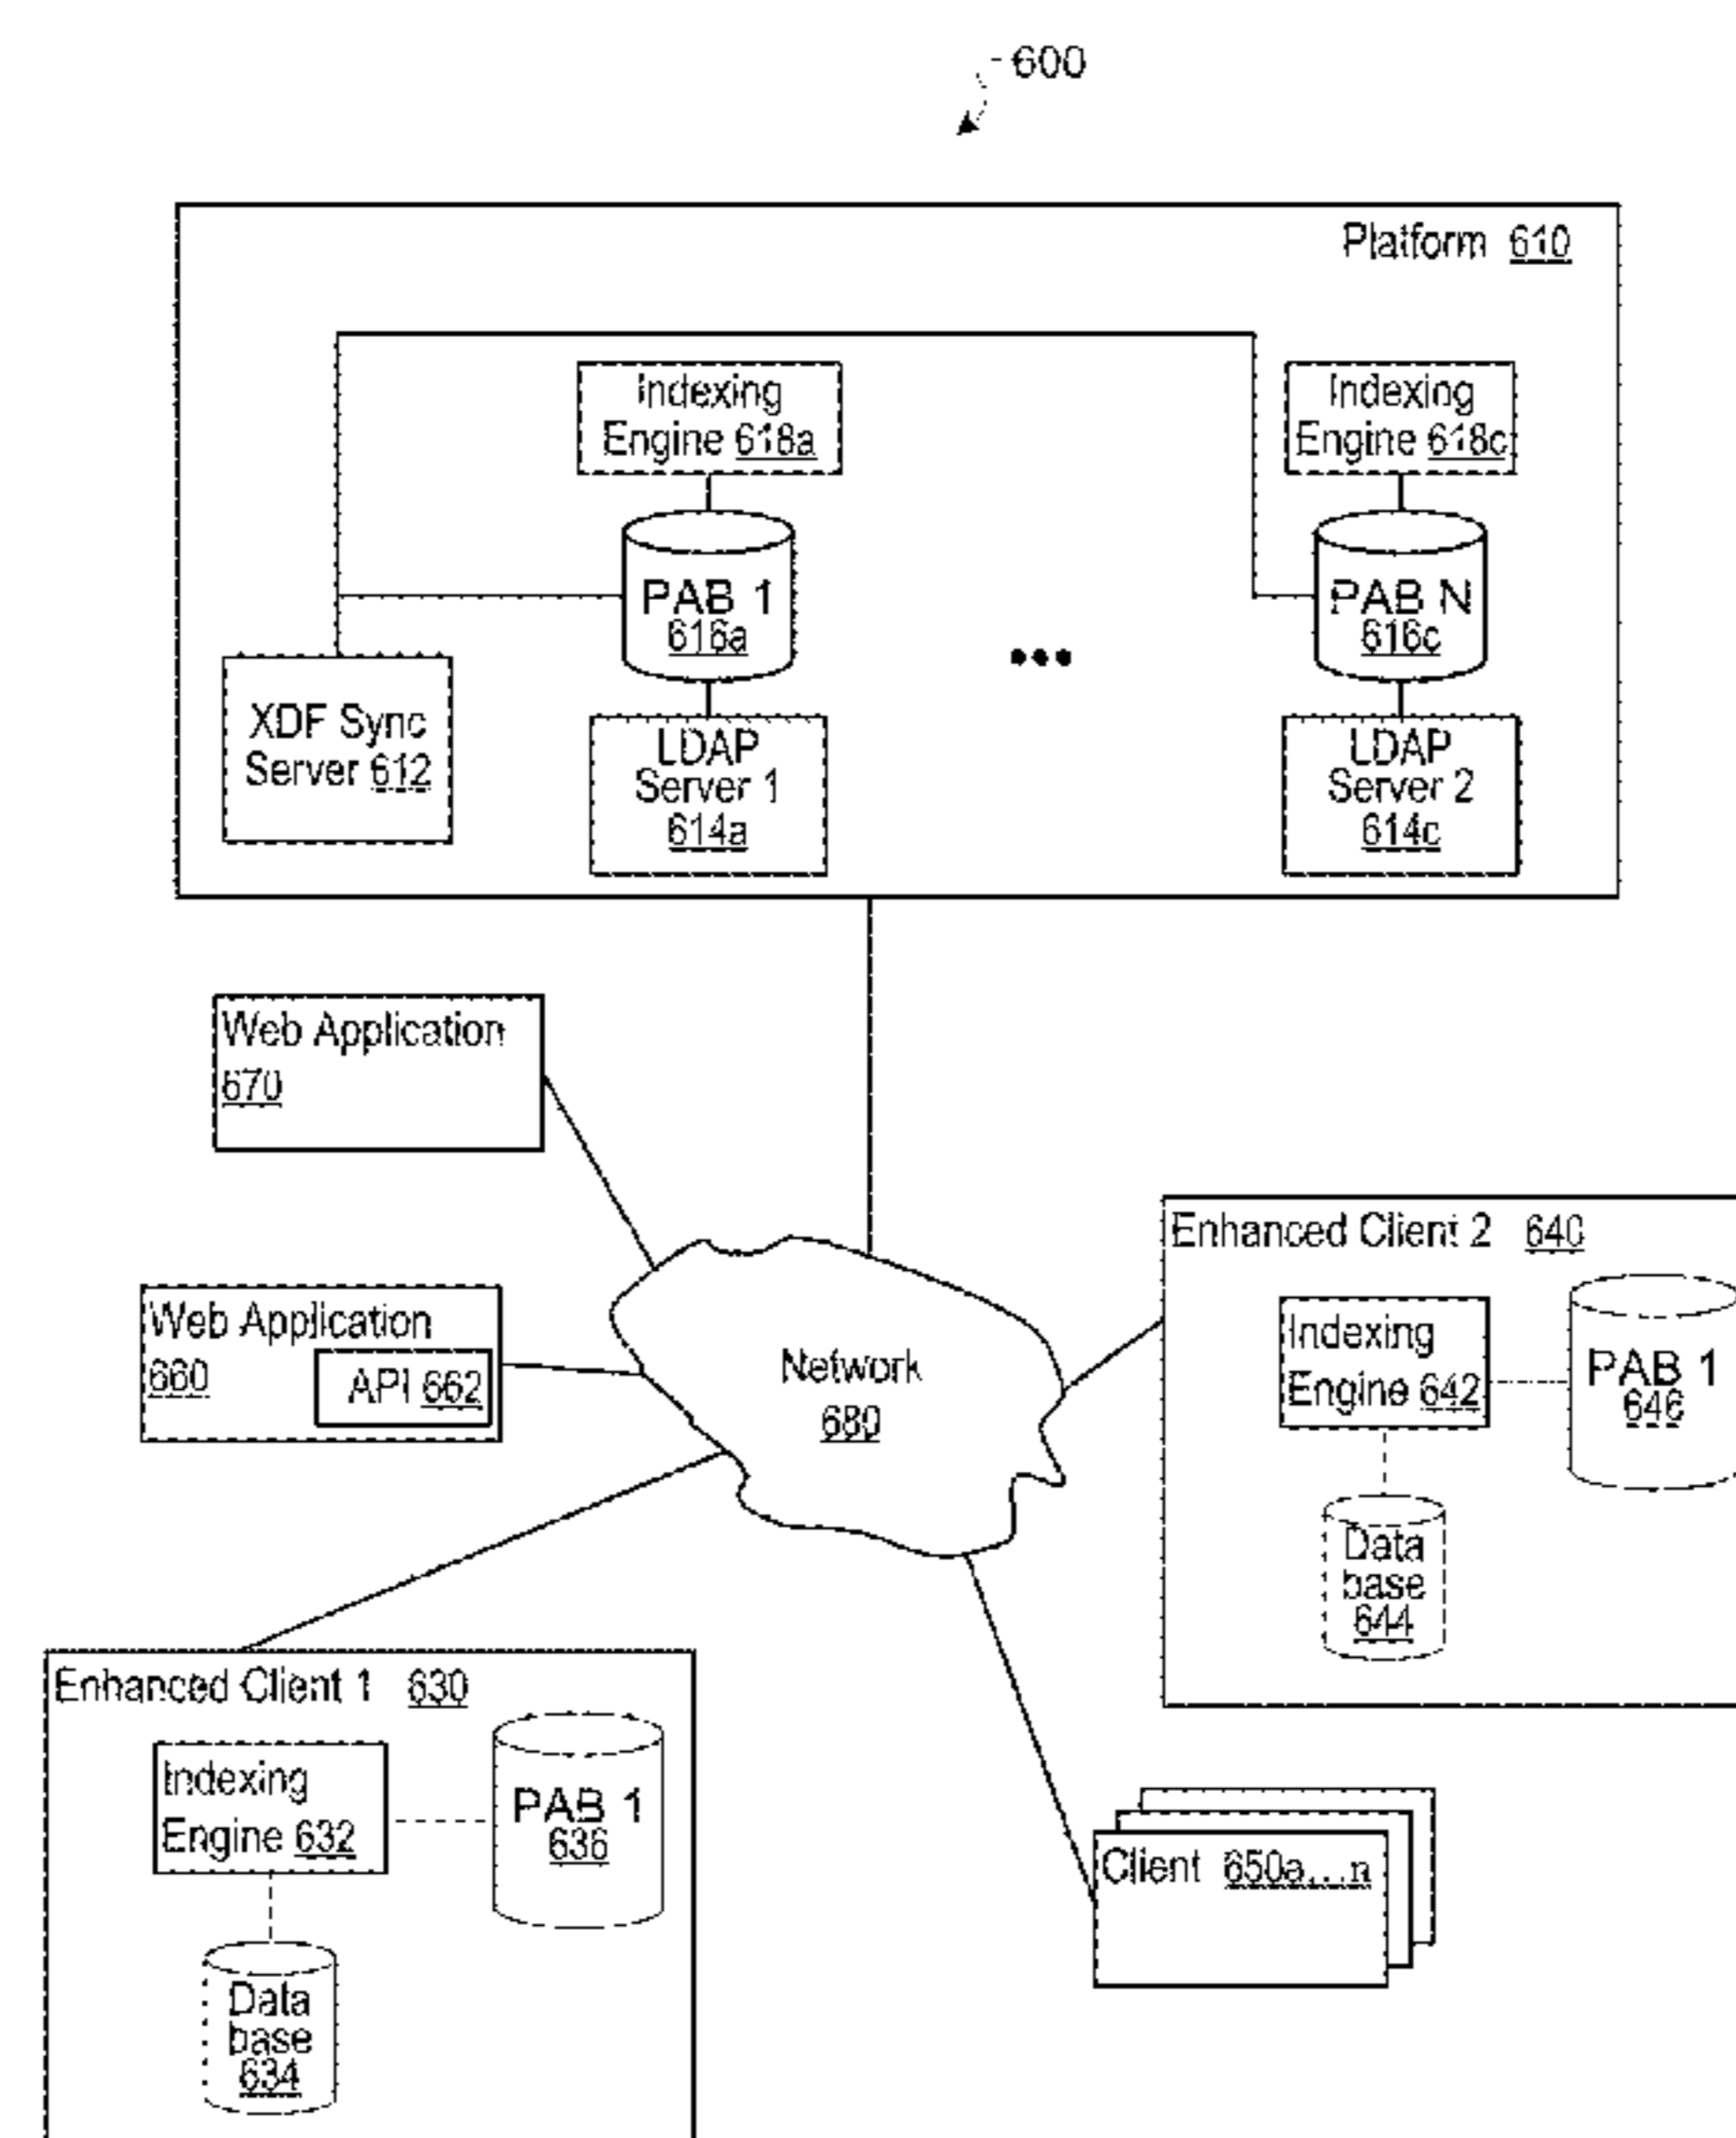 600
Platform 610
Indexing
Engine 618a
Indexing
Engine 618c
PAB 1
616a
PAB N
616c
XDF Sync
Server 612
LDAP
Server 1
614a
LDAP
Server 2
614c
Web Application
670
Web Application
660
API 662
Network
680
Enhanced Client 2 640
Indexing
Engine 642
PAB 1
646
Data
base
644
Enhanced Client 1 630
Indexing
Engine 632
PAB 1
636
Data
base
634
Client 650a...n